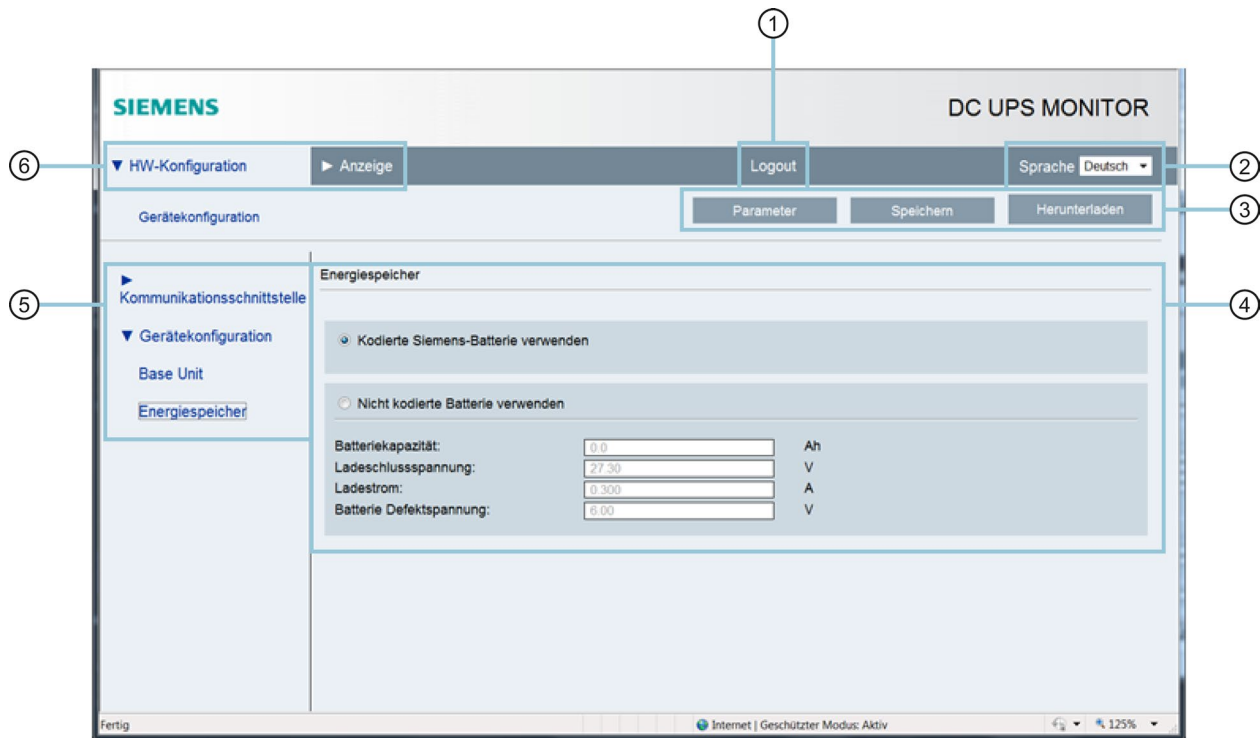 1
SIEMENS
DC UPS MONITOR
6
▼ HW-Konfiguration
► Anzeige
Logout
Sprache Deutsch
2
Gerätekonfiguration
Parameter
Speichern
Herunterladen
3
5
►
Kommunikationsschnittstelle
▼ Gerätekonfiguration
Base Unit
Energiespeicher
Energiespeicher
4
Kodierte Siemens-Batterie verwenden
Nicht kodierte Batterie verwenden
Batteriekapazität: 0.0 Ah
Ladeschlussspannung: 27.30 V
Ladestrom: 0.300 A
Batterie Defektspannung: 6.00 V
Fertig
Internet | Geschützter Modus: Aktiv
125%